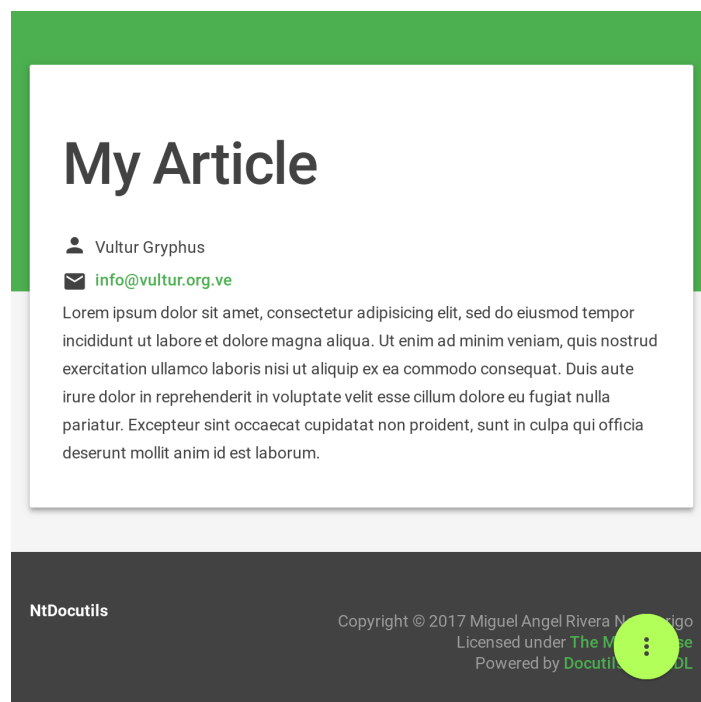 My Article
Vultur Gryphus
info@vultur.org.ve
Lorem ipsum dolor sit amet, consectetur adipisicing elit, sed do eiusmod tempor
incididunt ut labore et dolore magna aliqua. Ut enim ad minim veniam, quis nostrud
exercitation ullamco laboris nisi ut aliquip ex ea commodo consequat. Duis aute
irure dolor in reprehenderit in voluptate velit esse cillum dolore eu fugiat nulla
pariatur. Excepteur sint occaecat cupidatat non proident, sunt in culpa qui officia
deserunt mollit anim id est laborum.
NtDocutils
Copyright © 2017 Miguel Angel Rivera
Licensed under The
Powered by